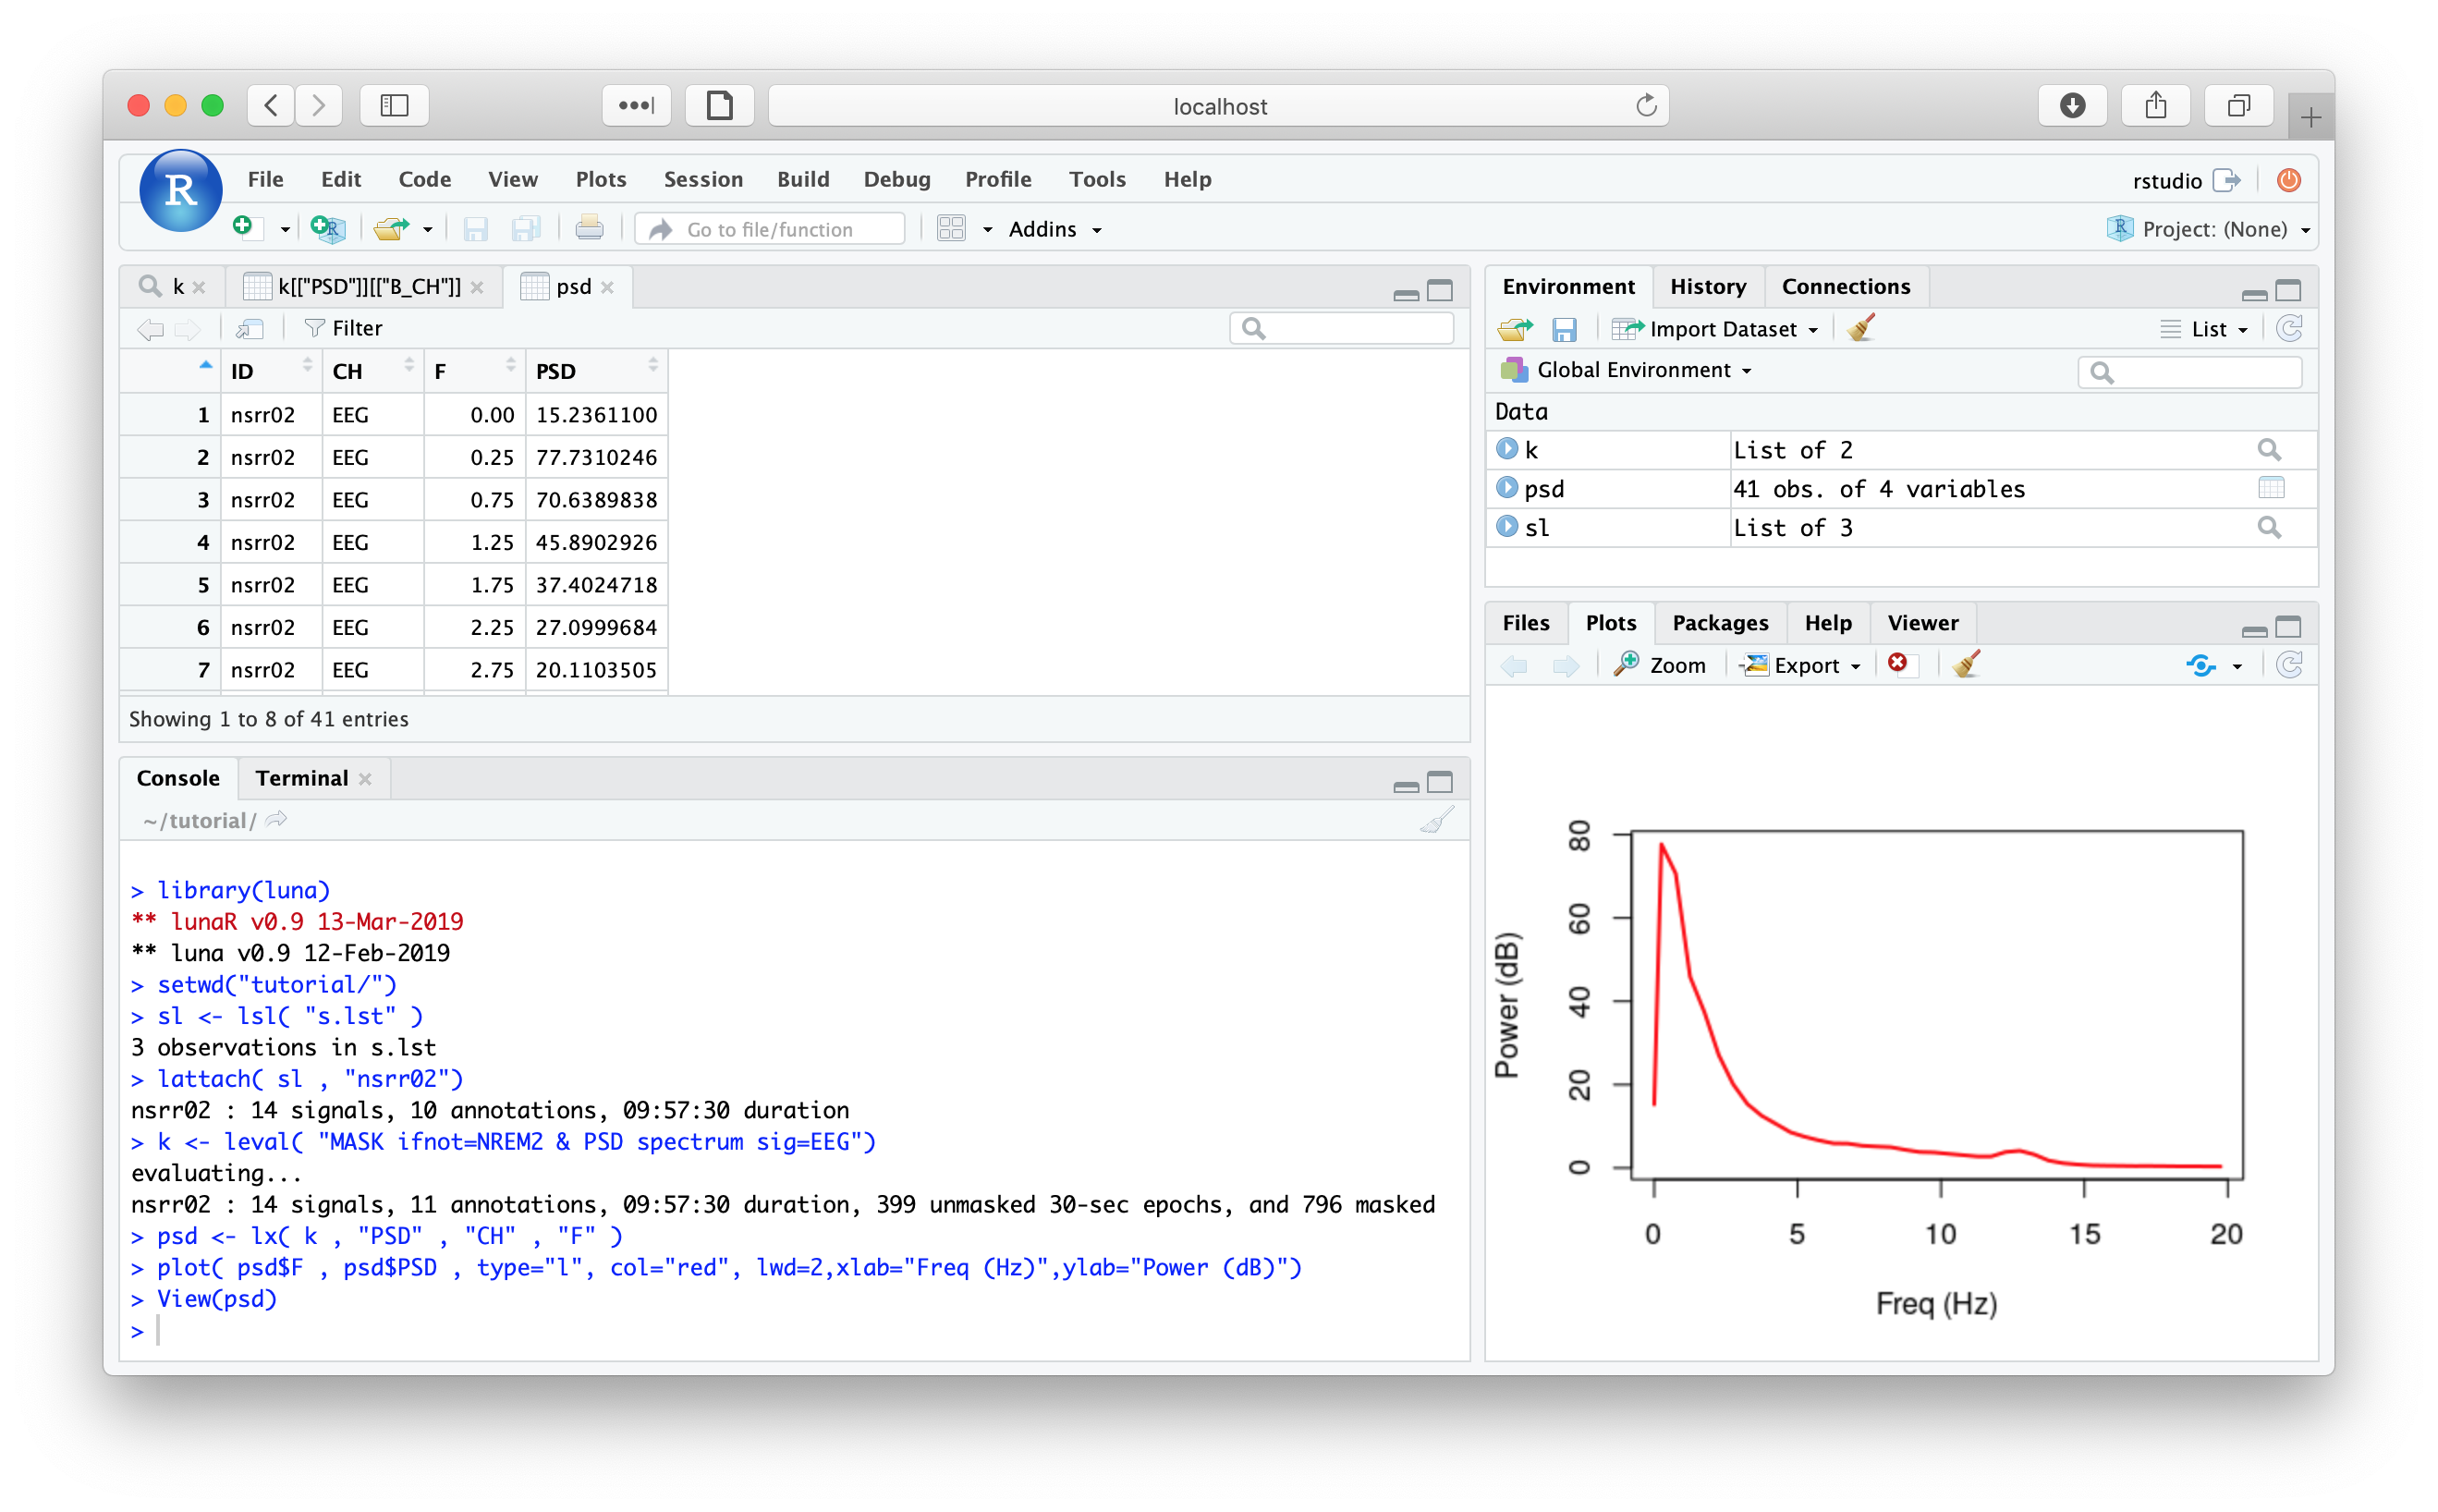 localhost
R File Edit Code View Plots Session Build Debug Profile Tools Help rstudio
Go to file/function Addins Project: (None)
k k[["PSD"]][["B_CH"]] psd
Filter
ID CH F PSD
1 nsrr02 EEG 0.00 15.2361100
2 nsrr02 EEG 0.25 77.7310246
3 nsrr02 EEG 0.75 70.6389838
4 nsrr02 EEG 1.25 45.8902926
5 nsrr02 EEG 1.75 37.4024718
6 nsrr02 EEG 2.25 27.0999684
7 nsrr02 EEG 2.75 20.1103505
Showing 1 to 8 of 41 entries
Console Terminal
~/tutorial/
> library(luna)
** lunaR v0.9 13-Mar-2019
** luna v0.9 12-Feb-2019
> setwd("tutorial/")
> sl <- lsl( "s.lst" )
3 observations in s.lst
> lattach( sl , "nsrr02")
nsrr02 : 14 signals, 10 annotations, 09:57:30 duration
> k <- leval( "MASK ifnot=NREM2 & PSD spectrum sig=EEG")
evaluating...
nsrr02 : 14 signals, 11 annotations, 09:57:30 duration, 399 unmasked 30-sec epochs, and 796 masked
> psd <- lx( k , "PSD" , "CH" , "F" )
> plot( psd$F , psd$PSD , type="l", col="red", lwd=2,xlab="Freq (Hz)",ylab="Power (dB)")
> View(psd)
>
Environment History Connections
Import Dataset List
Global Environment
Data
k List of 2
psd 41 obs. of 4 variables
sl List of 3
Files Plots Packages Help Viewer
Zoom Export
Power (dB)
80
60
40
20
0
0 5 10 15 20
Freq (Hz)